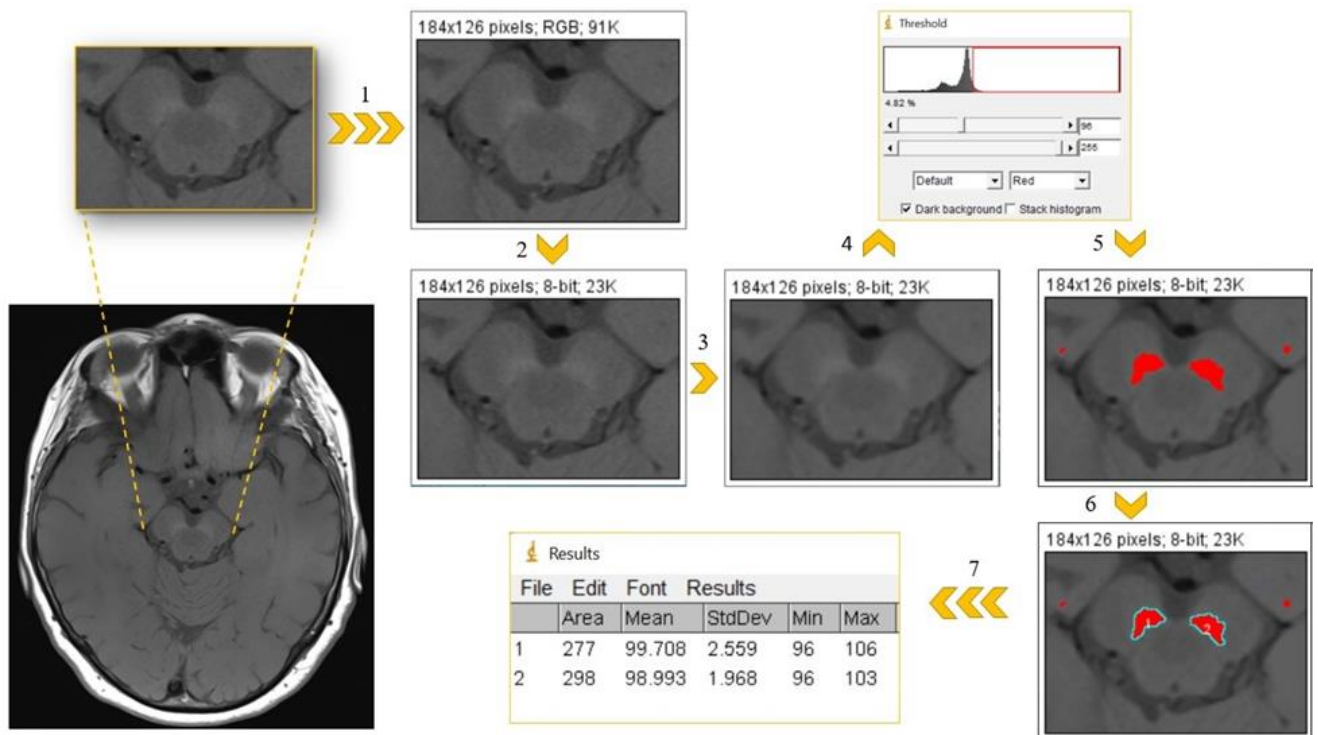 1
184x126 pixels; RGB; 91K
2
184x126 pixels; 8-bit; 23K
3
184x126 pixels; 8-bit; 23K
4
Threshold
4.82 %
96
255
Default
Red
Dark background
Stack histogram
5
184x126 pixels; 8-bit; 23K
6
184x126 pixels; 8-bit; 23K
1
2
7
Results
File Edit Font Results
Area Mean StdDev Min Max
1 277 99.708 2.559 96 106
2 298 98.993 1.968 96 103